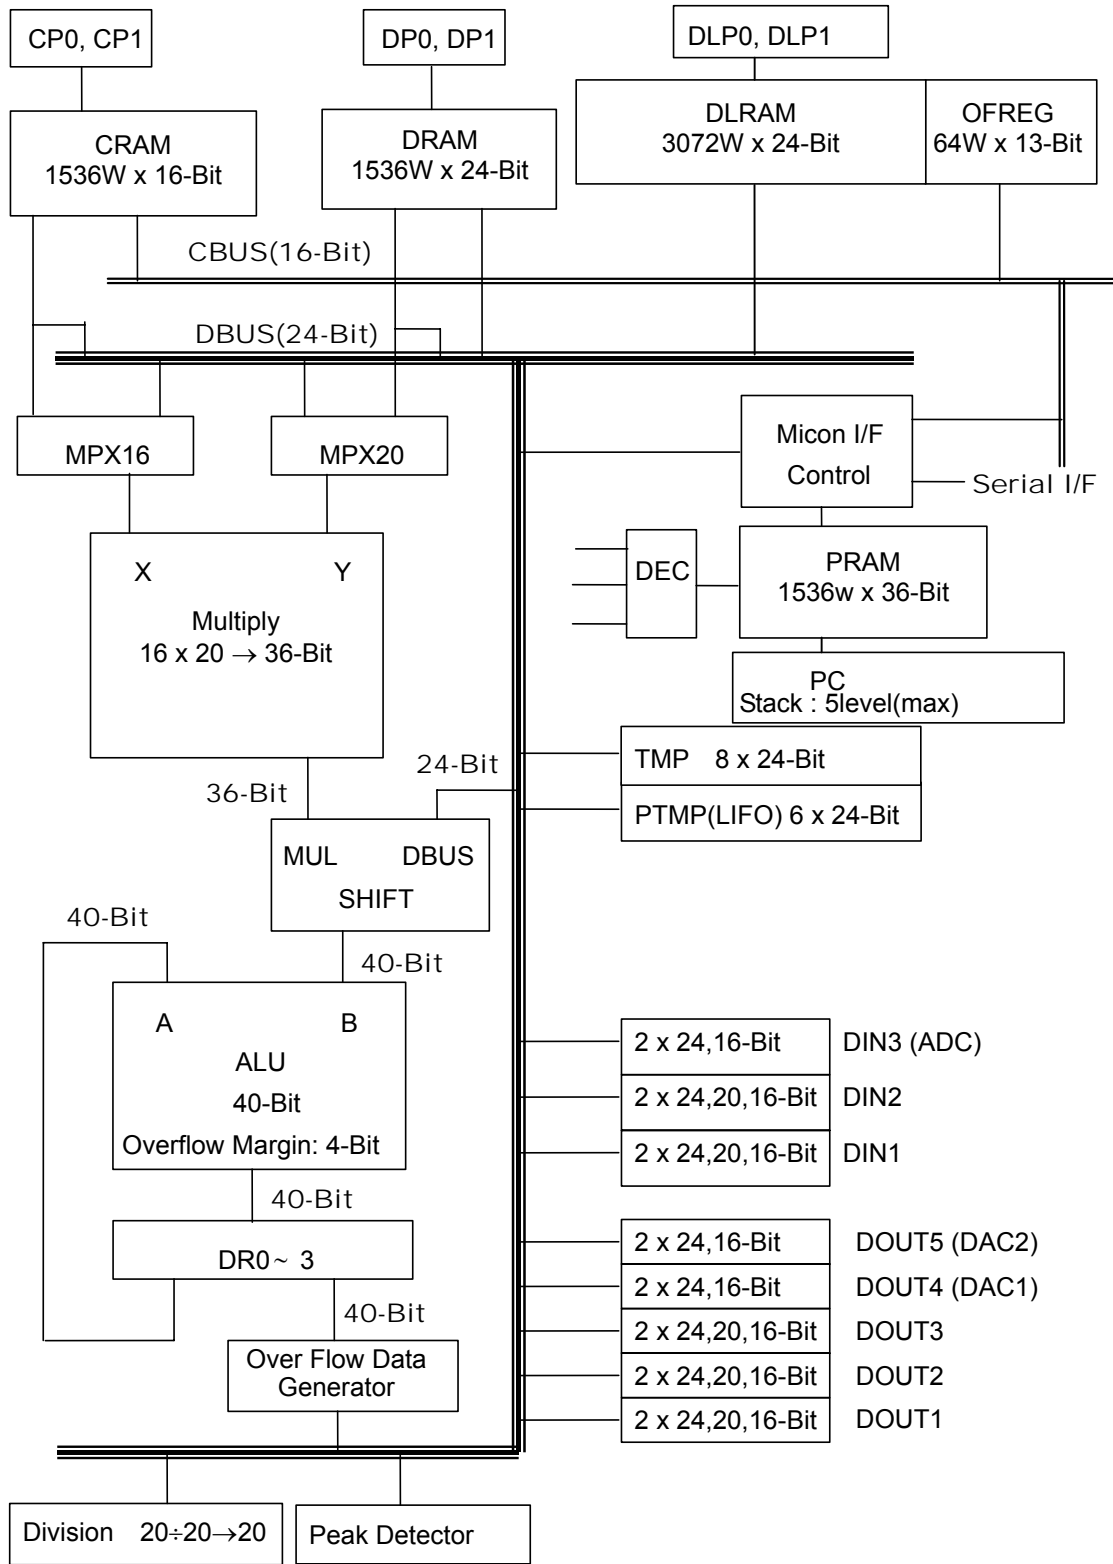 CP0, CP1
DP0, DP1
DLP0, DLP1
CRAM
1536W x 16-Bit
DRAM
1536W x 24-Bit
DLRAM
3072W x 24-Bit
OFREG
64W x 13-Bit
CBUS(16-Bit)
DBUS(24-Bit)
MPX16
MPX20
Micon I/F
Control
Serial I/F
X
Y
Multiply
16 x 20 → 36-Bit
DEC
PRAM
1536w x 36-Bit
PC
Stack : 5level(max)
TMP 8 x 24-Bit
PTMP(LIFO) 6 x 24-Bit
24-Bit
36-Bit
MUL
DBUS
SHIFT
40-Bit
40-Bit
A
B
ALU
40-Bit
Overflow Margin: 4-Bit
40-Bit
DR0~ 3
40-Bit
Over Flow Data
Generator
2 x 24,16-Bit DIN3 (ADC)
2 x 24,20,16-Bit DIN2
2 x 24,20,16-Bit DIN1
2 x 24,16-Bit DOUT5 (DAC2)
2 x 24,16-Bit DOUT4 (DAC1)
2 x 24,20,16-Bit DOUT3
2 x 24,20,16-Bit DOUT2
2 x 24,20,16-Bit DOUT1
Division 20÷20→20
Peak Detector